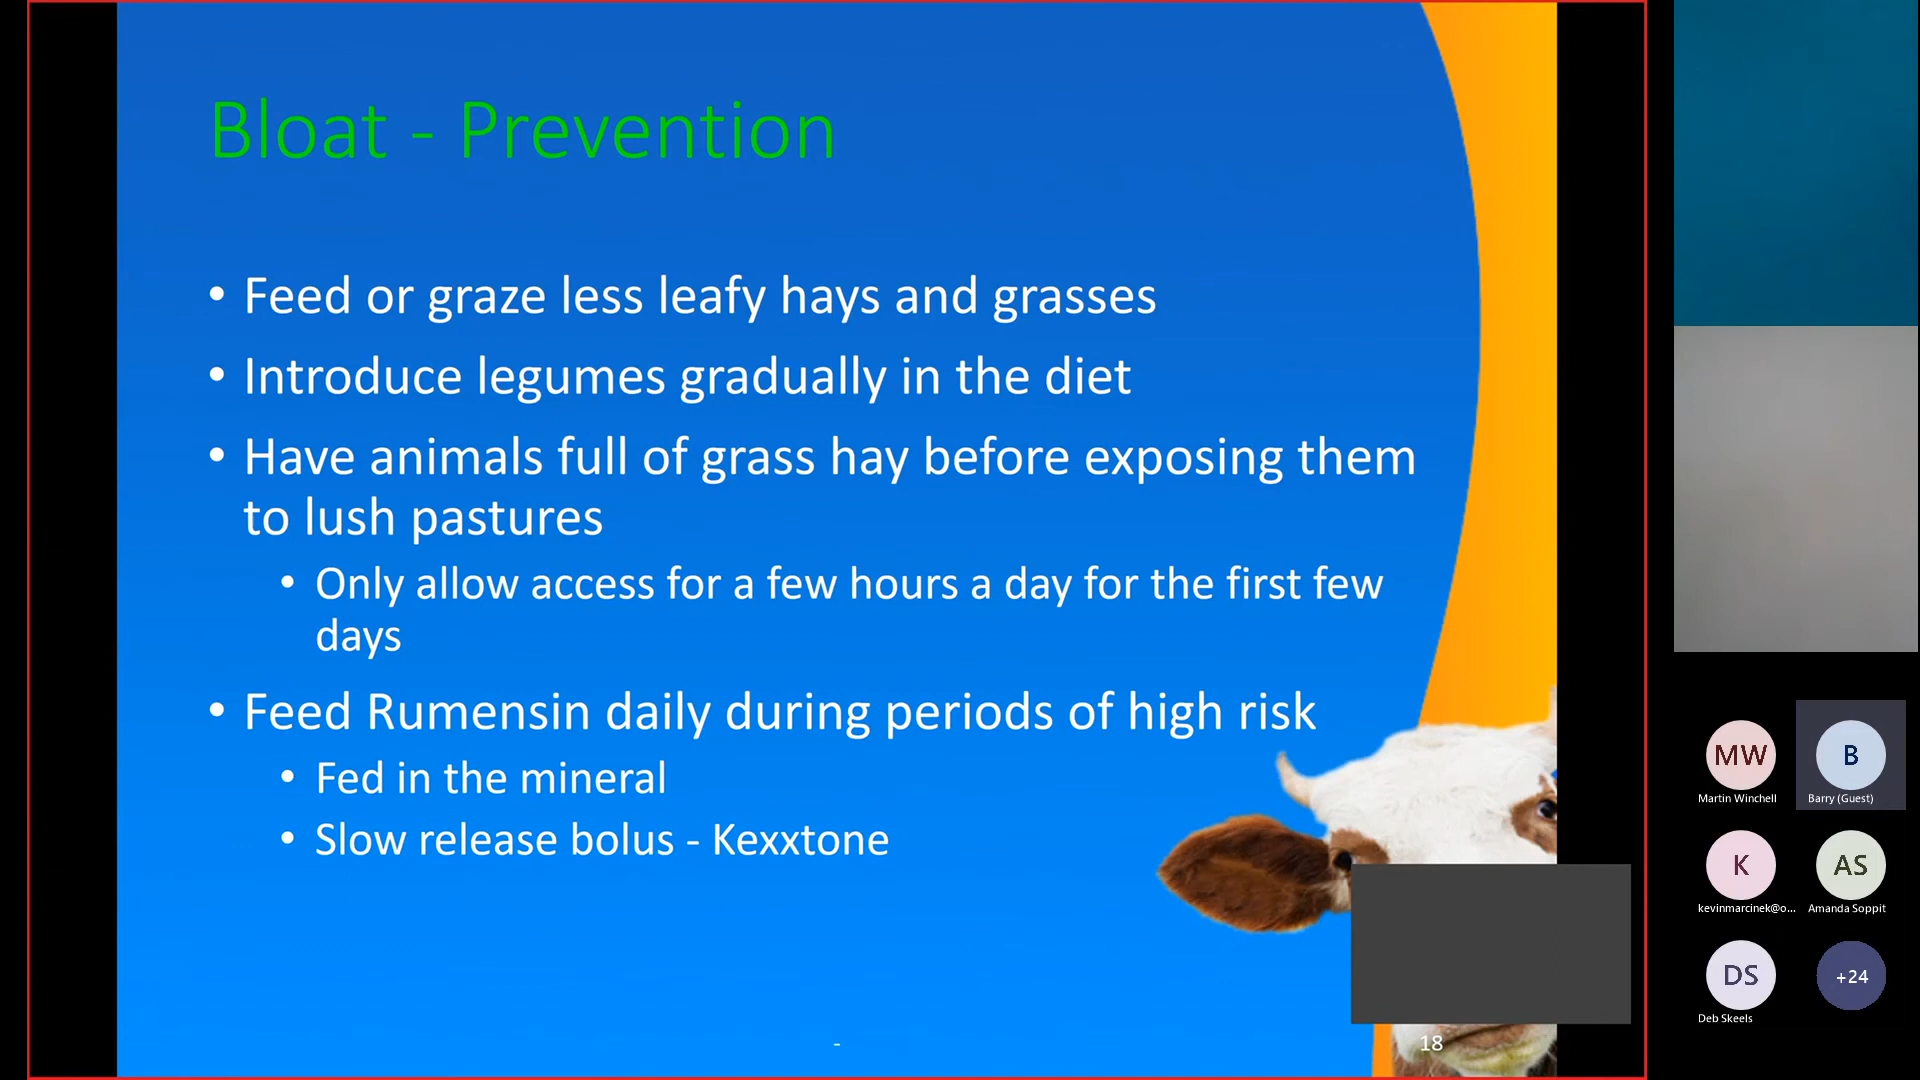 Bloat - Prevention
• Feed or graze less leafy hays and grasses
• Introduce legumes gradually in the diet
• Have animals full of grass hay before exposing them
to lush pastures
• Only allow access for a few hours a day for the first few
days
• Feed Rumensin daily during periods of high risk
• Fed in the mineral
• Slow release bolus - Kexxtone
-
18
MW
Martin Winchell
B
Barry (Guest)
K
kevinmarcinek@o...
AS
Amanda Soppit
DS
Deb Skeels
+24